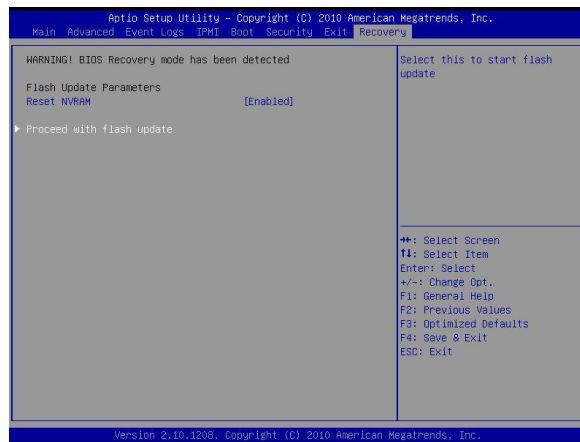 Aptio Setup Utility – Copyright (C) 2010 American Megatrends, Inc.
Main Advanced Event Logs IPMI Boot Security Exit Recovery
WARNING! BIOS Recovery mode has been detected
Flash Update Parameters
Reset NVRAM [Enabled]
▶ Proceed with flash update
Select this to start flash
update
→←: Select Screen
↑↓: Select Item
Enter: Select
+/-: Change Opt.
F1: General Help
F2: Previous Values
F3: Optimized Defaults
F4: Save & Exit
ESC: Exit
Version 2.10.1208. Copyright (C) 2010 American Megatrends, Inc.